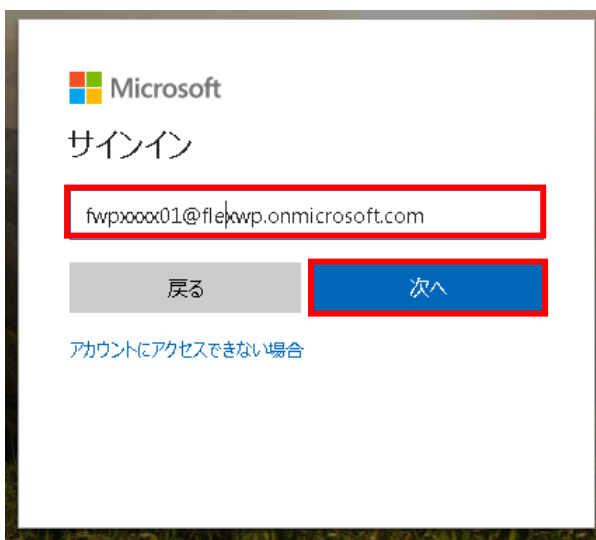 Microsoft
サインイン
fwpxxxx01@flexwp.onmicrosoft.com
戻る
次へ
アカウントにアクセスできない場合